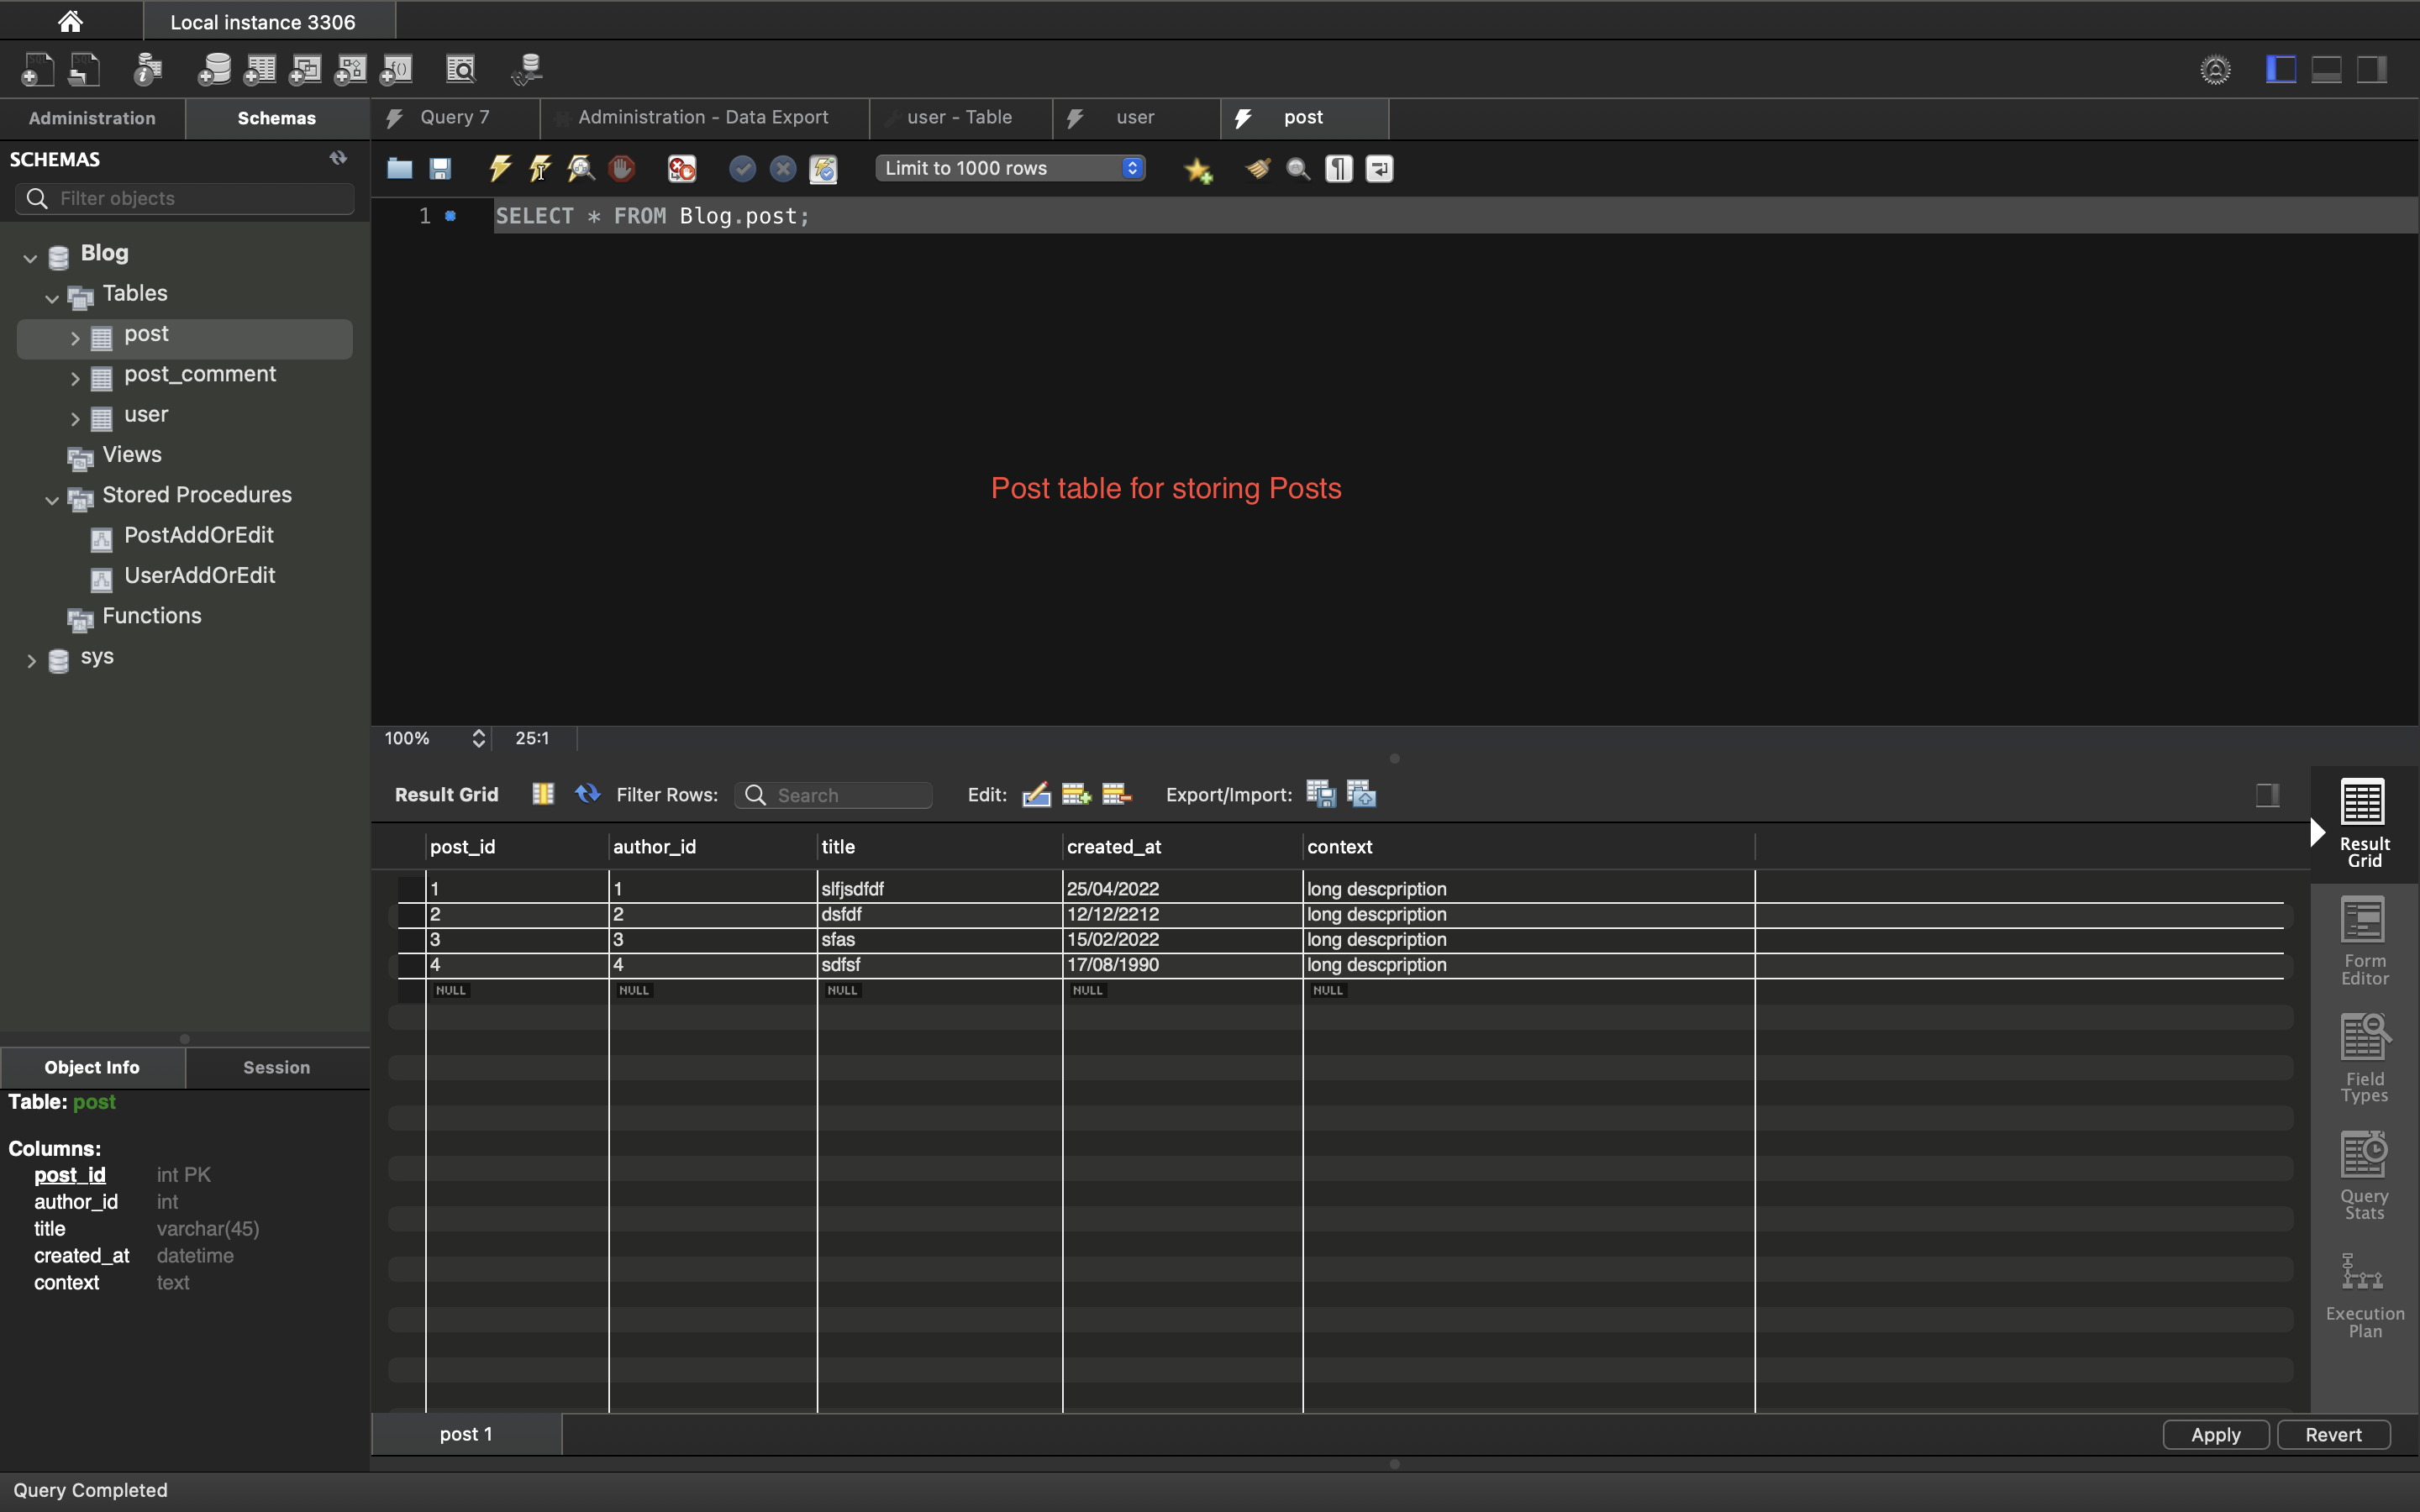 Local instance 3306
Administration
Schemas
Query 7
Administration - Data Export
user - Table
user
post
SCHEMAS
Filter objects
Limit to 1000 rows
1
SELECT * FROM Blog.post;
Blog
Tables
post
post_comment
user
Views
Stored Procedures
PostAddOrEdit
UserAddOrEdit
Functions
sys
Post table for storing Posts
100%
25:1
Result Grid
Filter Rows:
Search
Edit:
Export/Import:
post_id author_id title created_at context
1 1 slfjsdfdf 25/04/2022 long descpription
2 2 dsfdf 12/12/2212 long descpription
3 3 sfas 15/02/2022 long descpription
4 4 sdfsf 17/08/1990 long descpription
NULL NULL NULL NULL NULL
Result
Grid
Form
Editor
Field
Types
Query
Stats
Execution
Plan
Object Info
Session
Table: post
Columns:
post_id int PK
author_id int
title varchar(45)
created_at datetime
context text
post 1
Apply
Revert
Query Completed